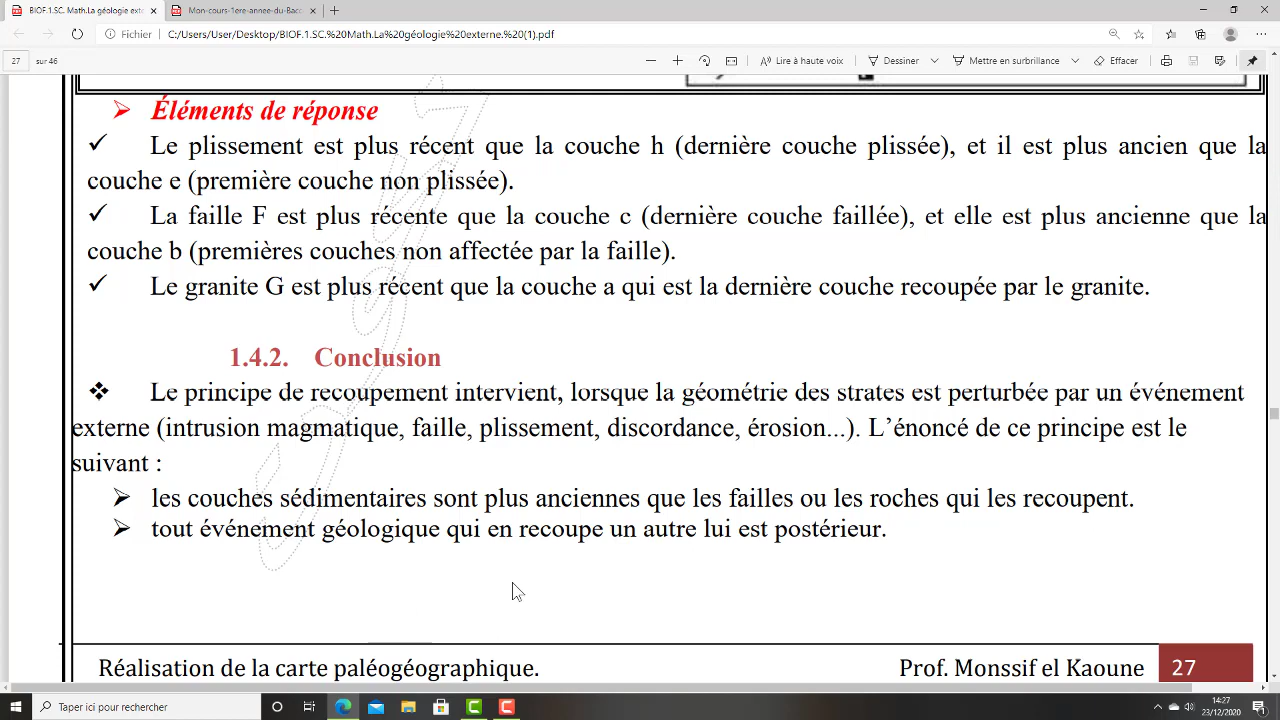 BIOF.1.SC. Math.La géologie exte
Mon-cours-1ere-annee-du-Bacc
Fichier
C:/Users/User/Desktop/BIOF.1.SC.%20Math.La%20géologie%20externe.%20(1).pdf
27 sur 46
Lire à haute voix
Dessiner
Mettre en surbrillance
Effacer
Éléments de réponse
Le plissement est plus récent que la couche h (dernière couche plissée), et il est plus ancien que la
couche e (première couche non plissée).
La faille F est plus récente que la couche c (dernière couche faillée), et elle est plus ancienne que la
couche b (premières couches non affectée par la faille).
Le granite G est plus récent que la couche a qui est la dernière couche recoupée par le granite.
1.4.2. Conclusion
Le principe de recoupement intervient, lorsque la géométrie des strates est perturbée par un événement
externe (intrusion magmatique, faille, plissement, discordance, érosion...). L’énoncé de ce principe est le
suivant :
les couches sédimentaires sont plus anciennes que les failles ou les roches qui les recoupent.
tout événement géologique qui en recoupe un autre lui est postérieur.
Réalisation de la carte paléogéographique.
Prof. Monssif el Kaoune
27
Taper ici pour rechercher
14:27
23/12/2020